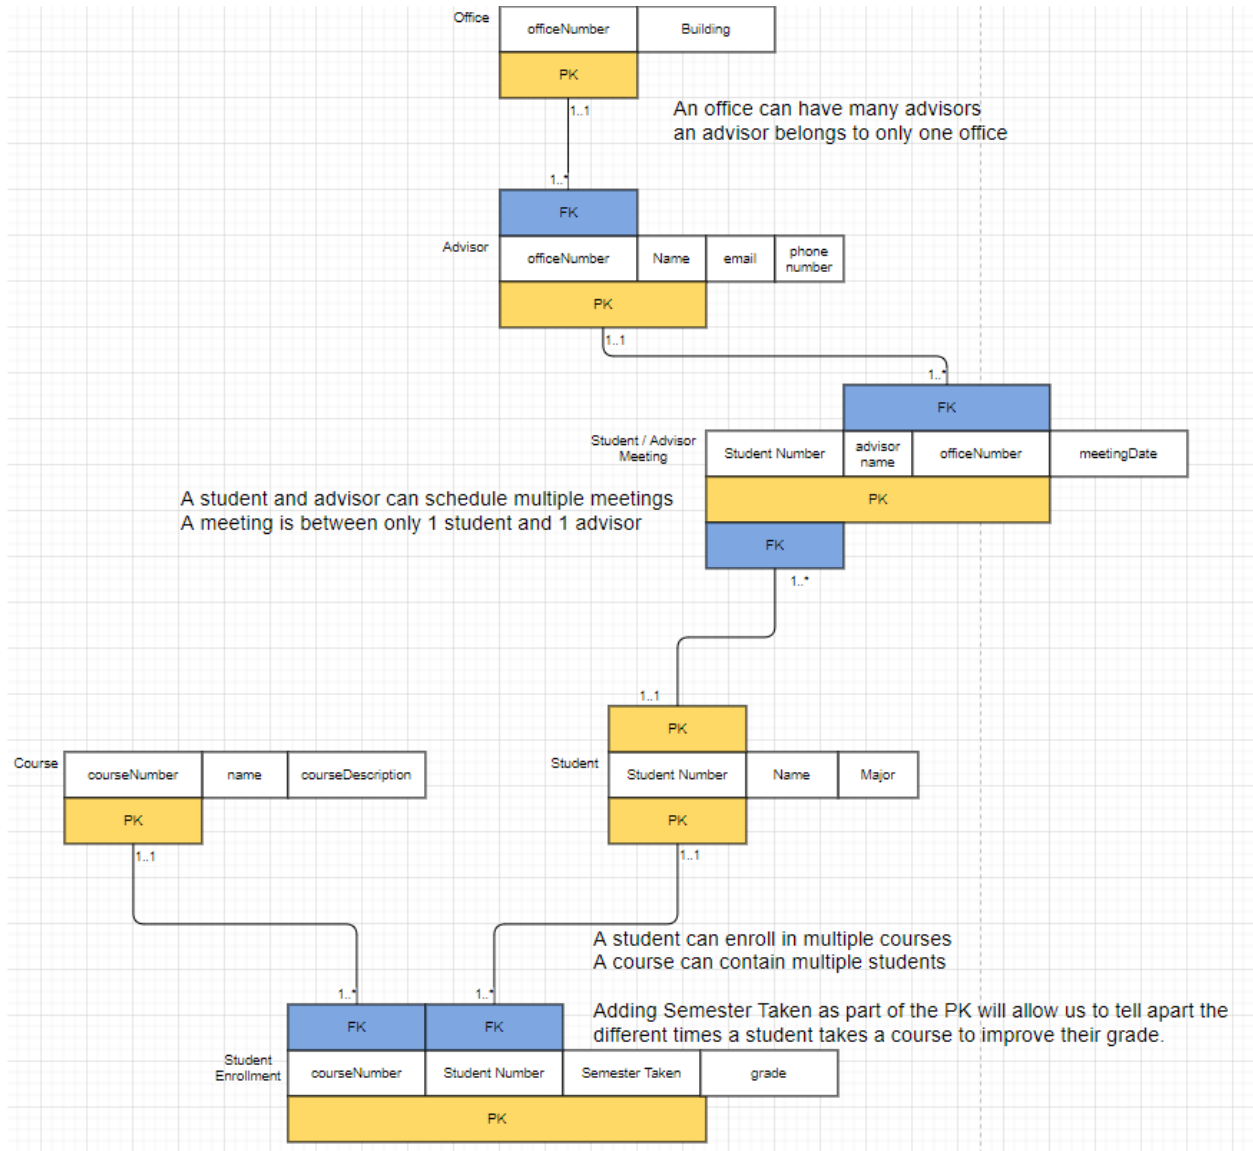 Office
officeNumber
Building
PK
1..1
An office can have many advisors
an advisor belongs to only one office
1..*
FK
Advisor
officeNumber
Name
email
phone
number
PK
1..1
1..*
FK
Student / Advisor
Meeting
Student Number
advisor
name
officeNumber
meetingDate
PK
A student and advisor can schedule multiple meetings
A meeting is between only 1 student and 1 advisor
FK
1..*
1..1
PK
Course
courseNumber
name
courseDescription
Student
Student Number
Name
Major
PK
PK
1..1
1..1
A student can enroll in multiple courses
A course can contain multiple students
1..*
1..*
Adding Semester Taken as part of the PK will allow us to tell apart the
different times a student takes a course to improve their grade.
FK
FK
Student
Enrollment
courseNumber
Student Number
Semester Taken
grade
PK